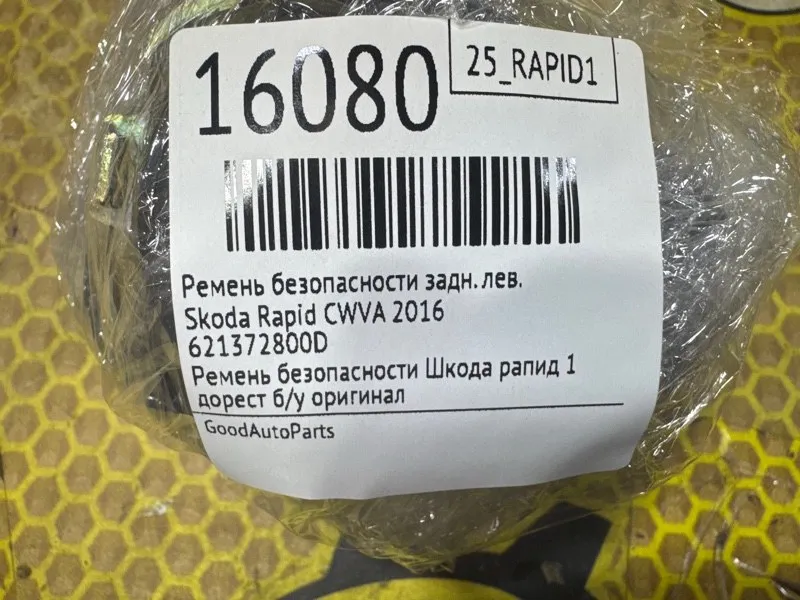 16080
25_RAPID1
Ремень безопасности задн. лев.
Skoda Rapid CWVA 2016
621372800D
Ремень безопасности Шкода рапид 1
дорест б/у оригинал
GoodAutoParts